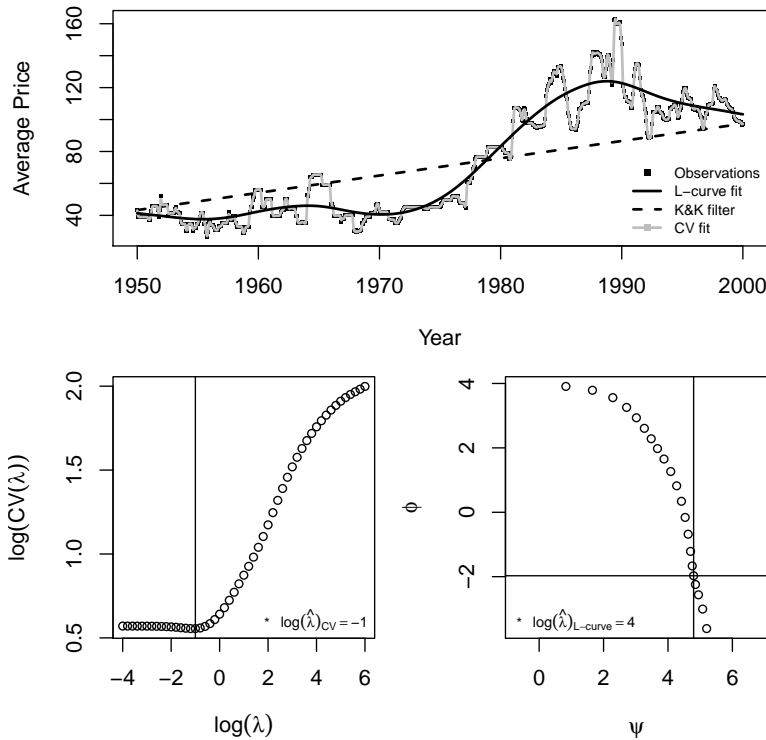 160
120
80
40
Average Price
Observations
L−curve fit
K&K filter
CV fit
1950 1960 1970 1980 1990 2000
Year
2.0
1.5
1.0
0.5
log(CV(λ))
* log(λ̂)CV = −1
−4 −2 0 2 4 6
log(λ)
4
2
0
−2
ϕ
* log(λ̂)L−curve = 4
0 2 4 6
ψ